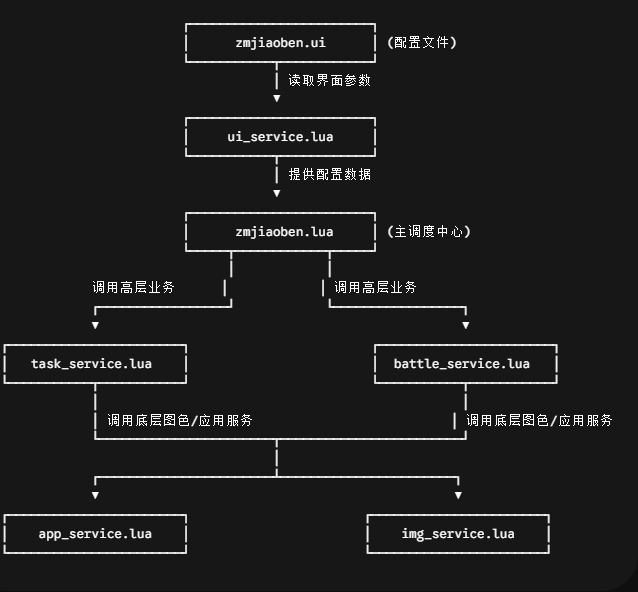 zmjiaoben.ui (配置文件)
读取界面参数
ui_service.lua
提供配置数据
zmjiaoben.lua (主调度中心)
调用高层业务 调用高层业务
task_service.lua battle_service.lua
调用底层图色/应用服务 调用底层图色/应用服务
app_service.lua img_service.lua